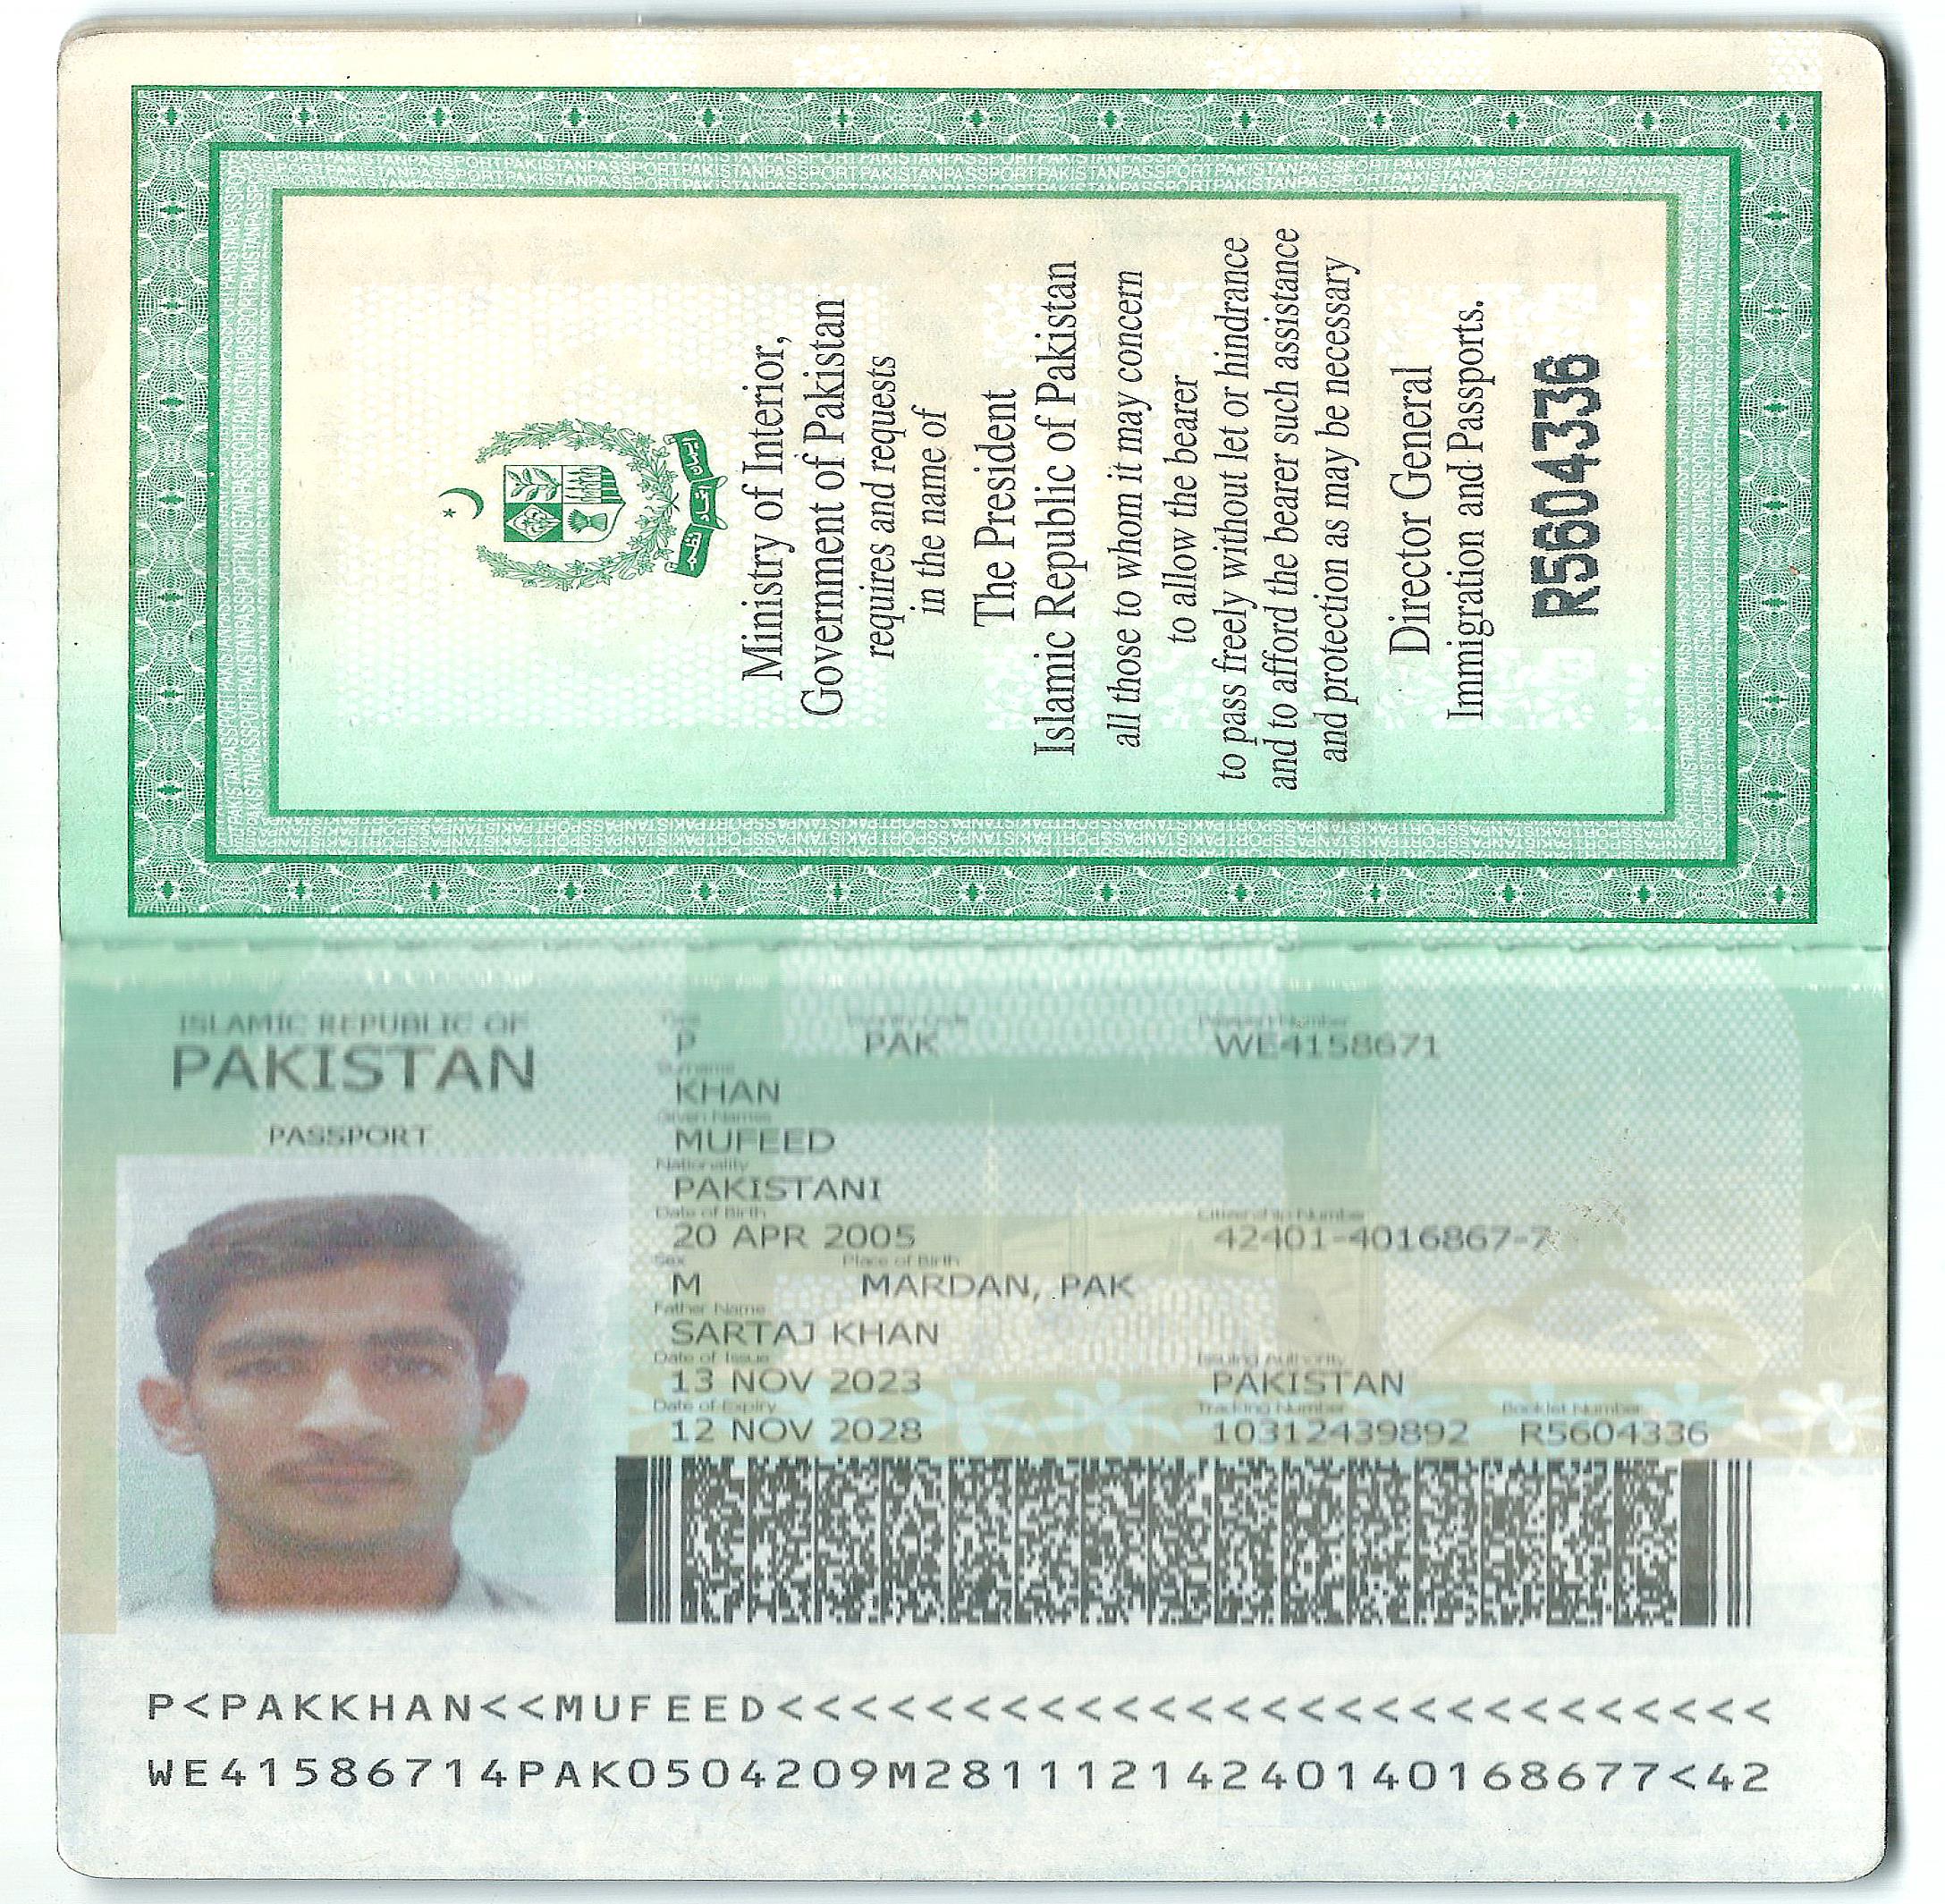 Ministry of Interior,
Government of Pakistan
requires and requests
in the name of
The President
Islamic Republic of Pakistan
all those to whom it may concern
to allow the bearer
to pass freely without let or hindrance
and to afford the bearer such assistance
and protection as may be necessary
Director General
Immigration and Passports.
R5604336
ISLAMIC REPUBLIC OF
PAKISTAN
PASSPORT
Type Country Code Passport Number
P PAK WE4158671
Surname
KHAN
Given Names
MUFEED
Nationality
PAKISTANI
Date of Birth Citizenship Number
20 APR 2005 42401-4016867-7
Sex Place of Birth
M MARDAN, PAK
Father Name
SARTAJ KHAN
Date of Issue Issuing Authority
13 NOV 2023 PAKISTAN
Date of Expiry Tracking Number Booklet Number
12 NOV 2028 10312439892 R5604336
P<PAKKHAN<<MUFEED<<<<<<<<<<<<<<<<<<<<<<<<<<<
WE41586714PAK0504209M28111214240140168677<42